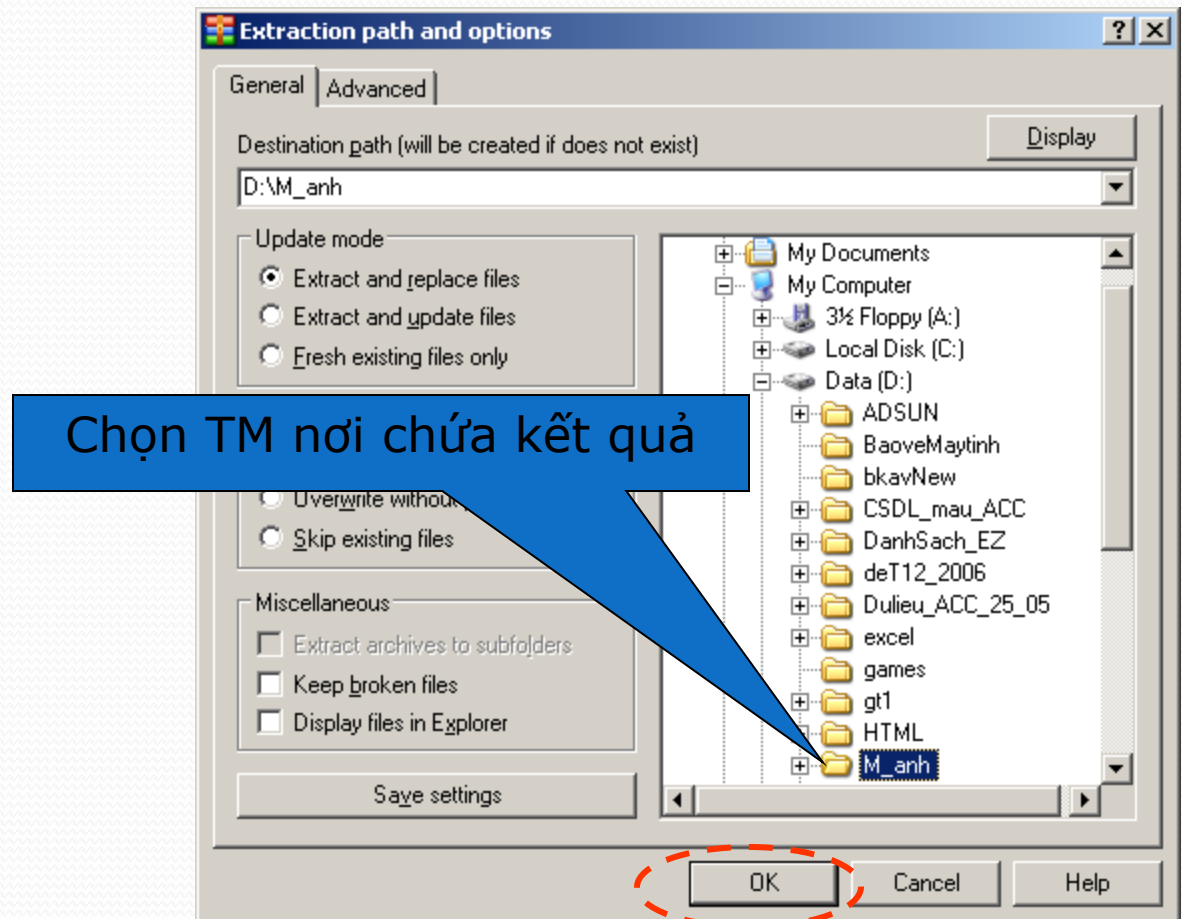 Extraction path and options
General
Advanced
Destination path (will be created if does not exist)
Display
D:\M_anh
Update mode
Extract and replace files
Extract and update files
Fresh existing files only
Chọn TM nơi chứa kết quả
Overwrite without
Skip existing files
Miscellaneous
Extract archives to subfolders
Keep broken files
Display files in Explorer
Save settings
My Documents
My Computer
3½ Floppy (A:)
Local Disk (C:)
Data (D:)
ADSUN
BaoveMaytinh
bkavNew
CSDL_mau_ACC
DanhSach_EZ
deT12_2006
Dulieu_ACC_25_05
excel
games
gt1
HTML
M_anh
OK
Cancel
Help